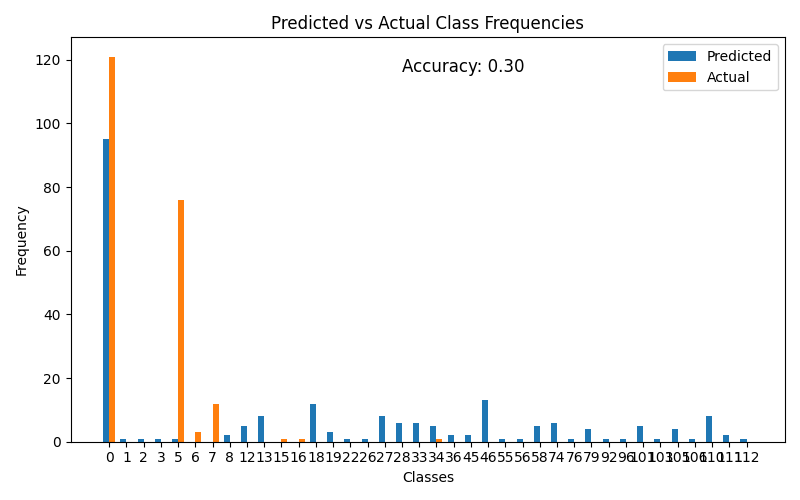 Predicted vs Actual Class Frequencies
Accuracy: 0.30
Predicted
Actual
Frequency
120
100
80
60
40
20
0
0 1 2 3 5 6 7 8 12 13 15 16 18 19 22 26 27 28 33 34 36 45 46 55 56 58 74 76 79 92 96 101 103 105 106 110 111 112
Classes